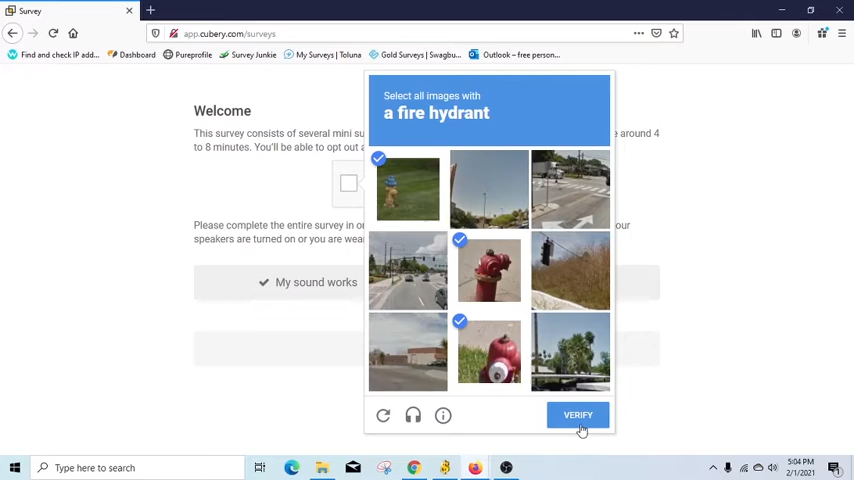 Survey
app.cubery.com/surveys
Find and check IP add...
Dashboard
Pureprofile
Survey Junkie
My Surveys | Toluna
Gold Surveys | Swagbu...
Outlook – free person...
Welcome
This survey consists of several mini su
e around 4
to 8 minutes. You'll be able to opt out a
Select all images with
a fire hydrant
Please complete the entire survey in on
our
speakers are turned on or you are wear
My sound works
VERIFY
Type here to search
5:04 PM
2/1/2021